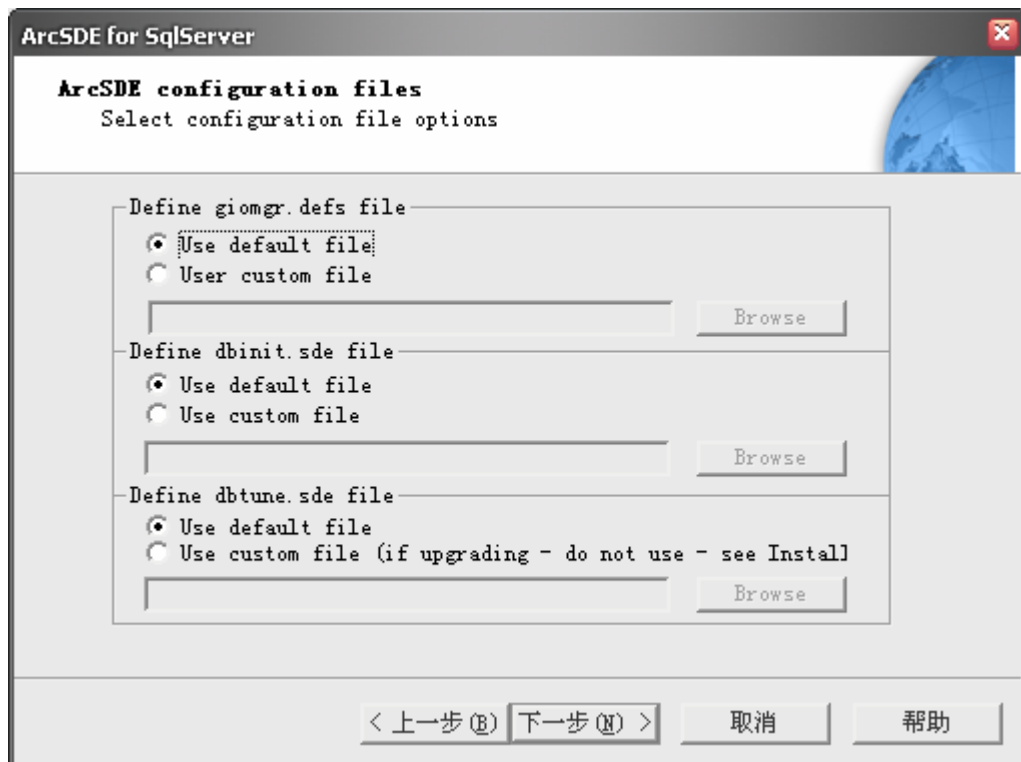 ArcSDE for SqlServer
ArcSDE configuration files
Select configuration file options
Define giomgr.defs file
Use default file
User custom file
Browse
Define dbinit.sde file
Use default file
Use custom file
Browse
Define dbtune.sde file
Use default file
Use custom file (if upgrading - do not use - see Install
Browse
< 上一步(B) 下一步(N) > 取消 帮助